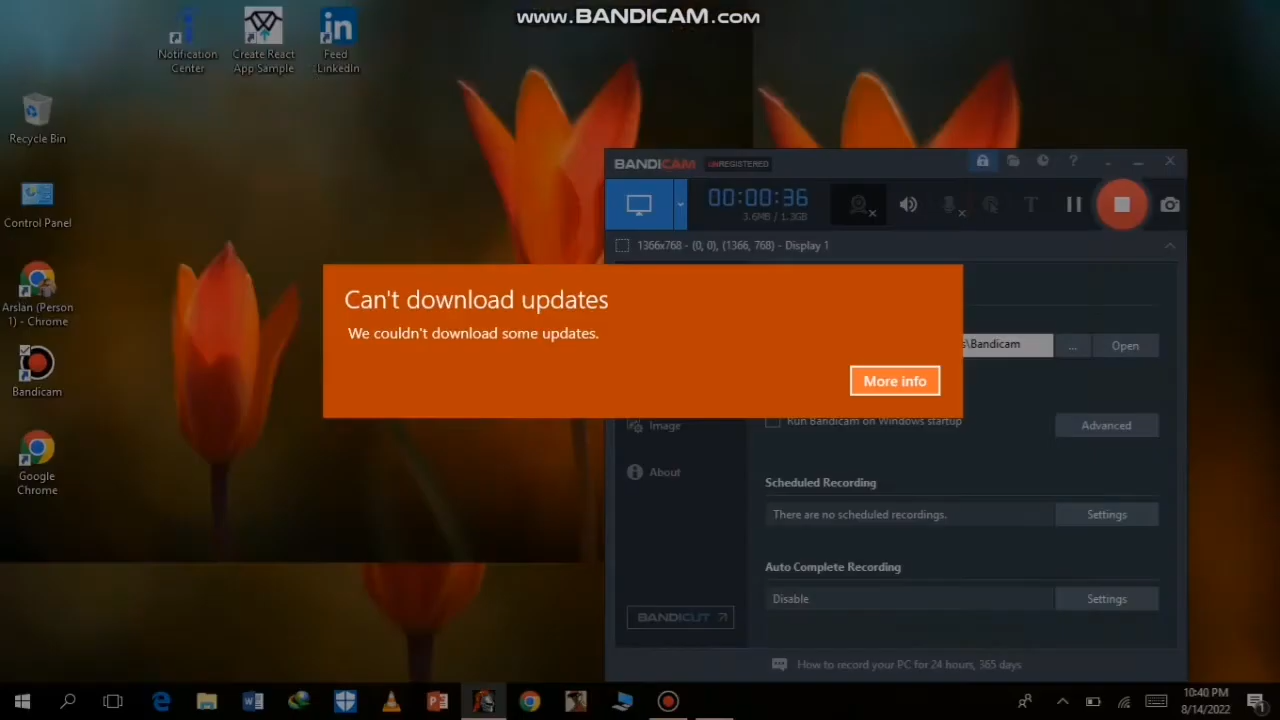 www.BANDICAM.com
Notification
Center
Create React
App Sample
Feed
LinkedIn
Recycle Bin
Control Panel
Arslan (Person
1) - Chrome
Bandicam
Google
Chrome
BANDICAM
UNREGISTERED
00:00:36
3.6MB / 1.3GB
1366x768 - (0, 0), (1366, 768) - Display 1
Can't download updates
We couldn't download some updates.
More info
s\Bandicam
...
Open
Image
Run Bandicam on Windows startup
Advanced
About
Scheduled Recording
There are no scheduled recordings.
Settings
Auto Complete Recording
Disable
Settings
BANDICUT
How to record your PC for 24 hours, 365 days
10:40 PM
8/14/2022